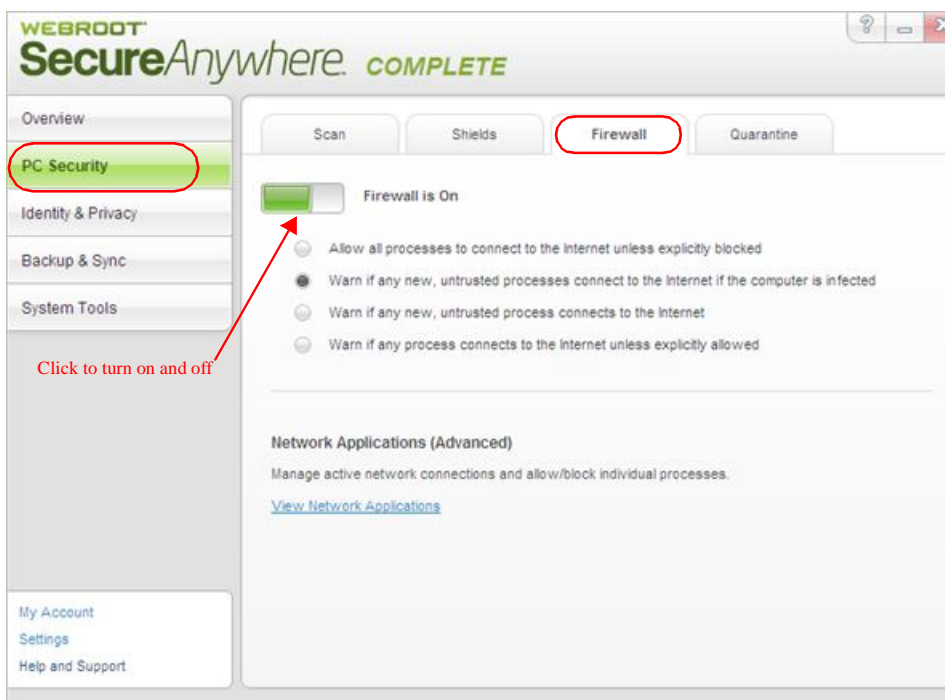 WEBROOT
SecureAnywhere. COMPLETE
?
Overview
PC Security
Identity & Privacy
Backup & Sync
System Tools
Click to turn on and off
My Account
Settings
Help and Support
Scan
Shields
Firewall
Quarantine
Firewall is On
Allow all processes to connect to the Internet unless explicitly blocked
Warn if any new, untrusted processes connect to the Internet if the computer is infected
Warn if any new, untrusted process connects to the Internet
Warn if any process connects to the Internet unless explicitly allowed
Network Applications (Advanced)
Manage active network connections and allow/block individual processes.
View Network Applications